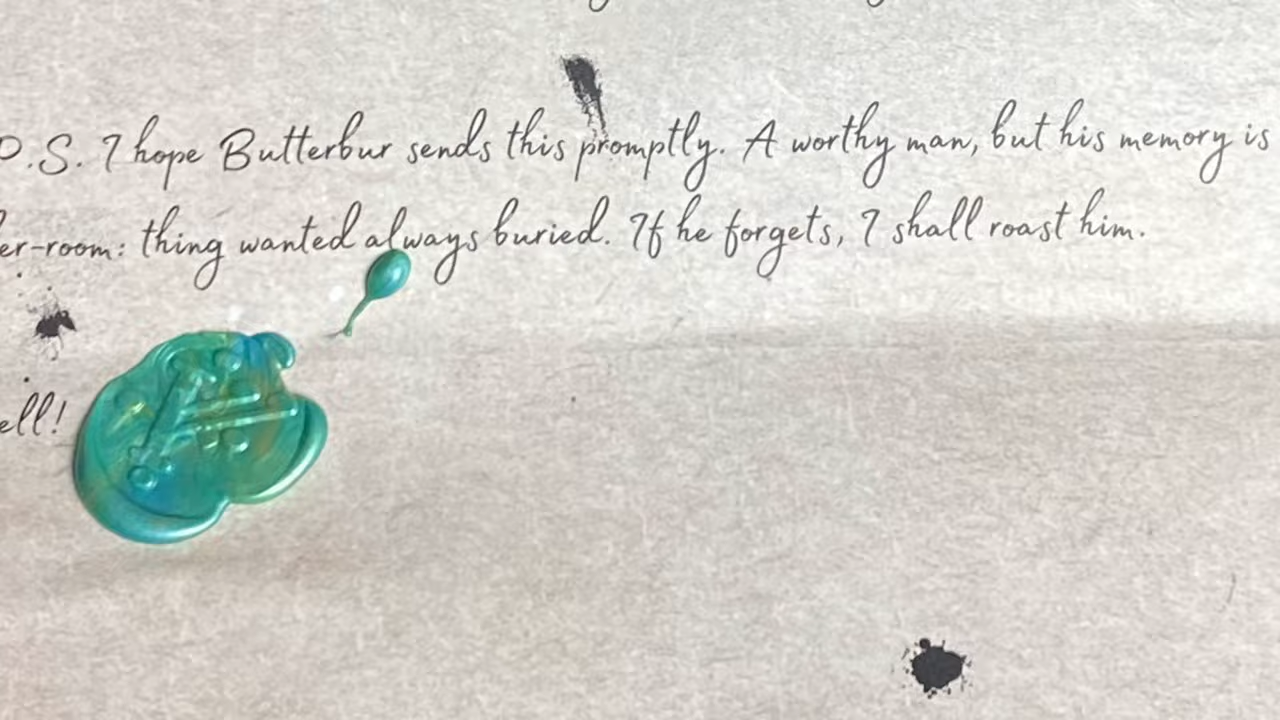 P.S. I hope Butterbur sends this promptly. A worthy man, but his memory is
er-room: thing wanted always buried. If he forgets, I shall roast him.
ell!